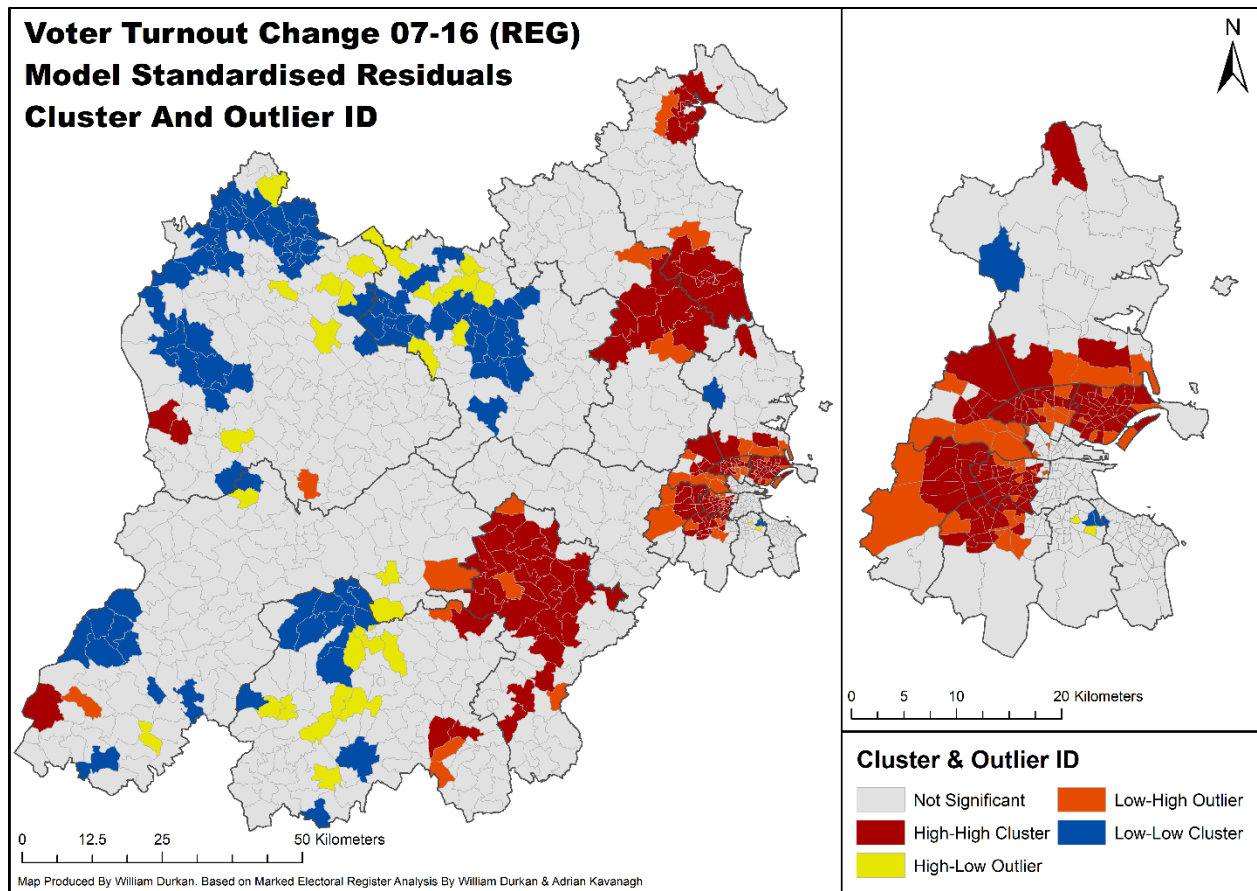 Voter Turnout Change 07-16 (REG)
Model Standardised Residuals
Cluster And Outlier ID
N
0 12.5 25 50 Kilometers
Map Produced By William Durkan. Based on Marked Electoral Register Analysis By William Durkan & Adrian Kavanagh
0 5 10 20 Kilometers
Cluster & Outlier ID
Not Significant
High-High Cluster
High-Low Outlier
Low-High Outlier
Low-Low Cluster